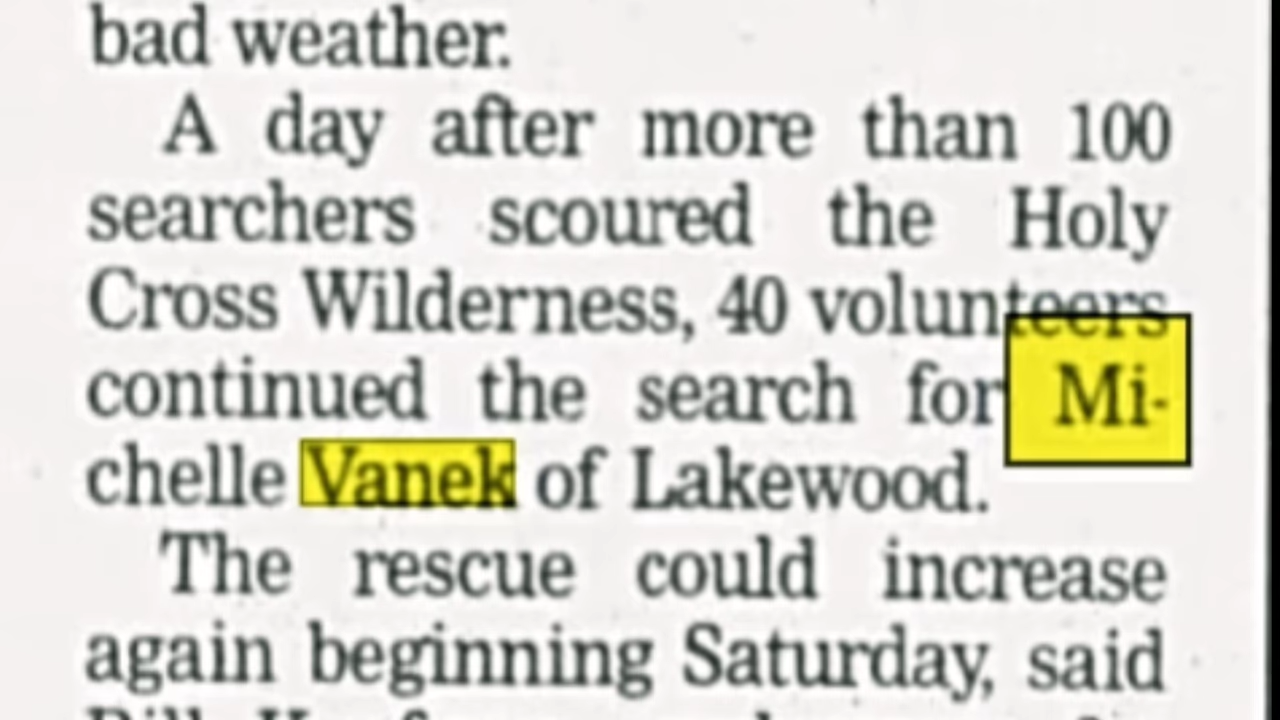 bad weather.
A day after more than 100
searchers scoured the Holy
Cross Wilderness, 40 volunteers
continued the search for Mi-
chelle Vanek of Lakewood.
The rescue could increase
again beginning Saturday, said